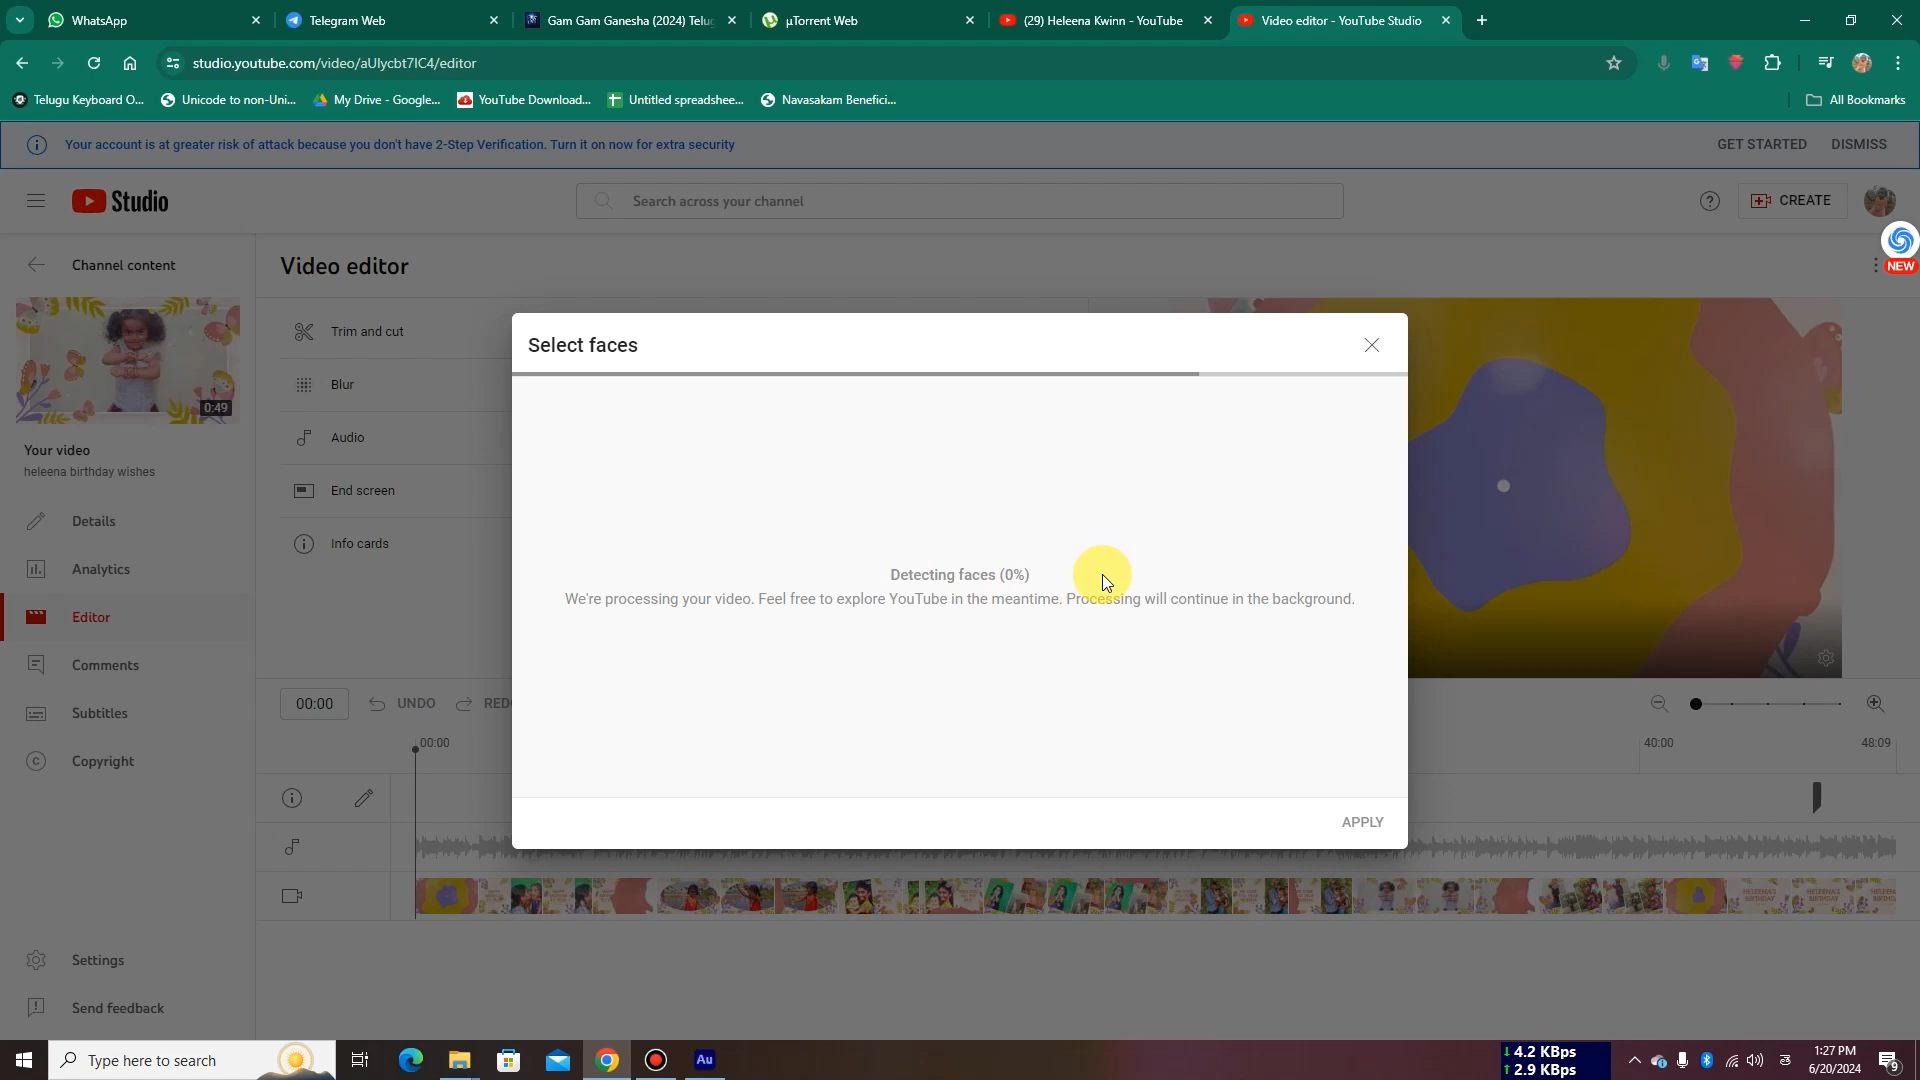 WhatsApp
Telegram Web
Gam Gam Ganesha (2024) Telu
µTorrent Web
(29) Heleena Kwinn - YouTube
Video editor - YouTube Studio
studio.youtube.com/video/aUlycbt7IC4/editor
Telugu Keyboard O...
Unicode to non-Uni...
My Drive - Google...
YouTube Download...
Untitled spreadshee...
Navasakam Benefici...
All Bookmarks
Your account is at greater risk of attack because you don't have 2-Step Verification. Turn it on now for extra security
GET STARTED
DISMISS
Studio
Search across your channel
CREATE
NEW
Channel content
Video editor
0:49
Your video
heleena birthday wishes
Details
Analytics
Editor
Comments
Subtitles
Copyright
Settings
Send feedback
Trim and cut
Blur
Audio
End screen
Info cards
Select faces
Detecting faces (0%)
We're processing your video. Feel free to explore YouTube in the meantime. Processing will continue in the background.
APPLY
00:00
UNDO
REDO
00:00
40:00
48:09
Type here to search
Au
4.2 KBps
2.9 KBps
1:27 PM
6/20/2024
9